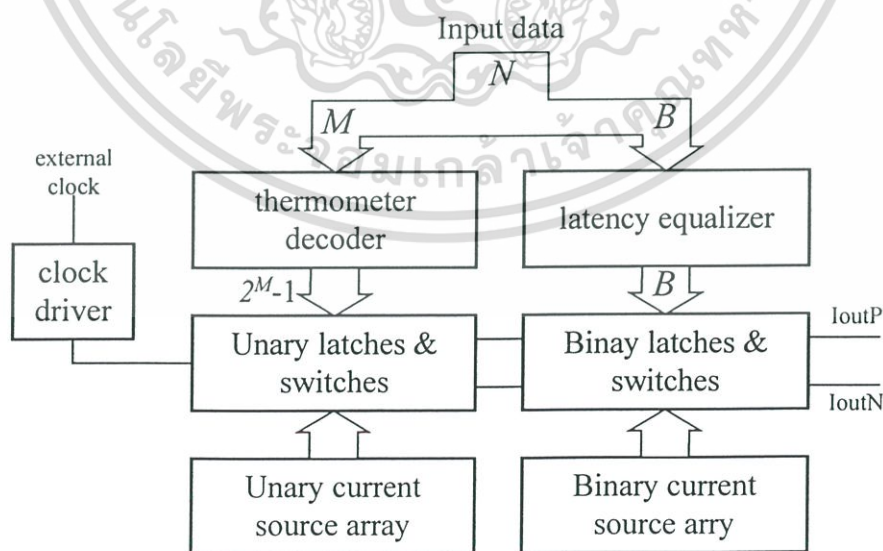 Input data
N
M
B
external
clock
thermometer
decoder
latency equalizer
clock
driver
2^M-1
B
Unary latches &
switches
Binay latches &
switches
IoutP
IoutN
Unary current
source array
Binary current
source arry